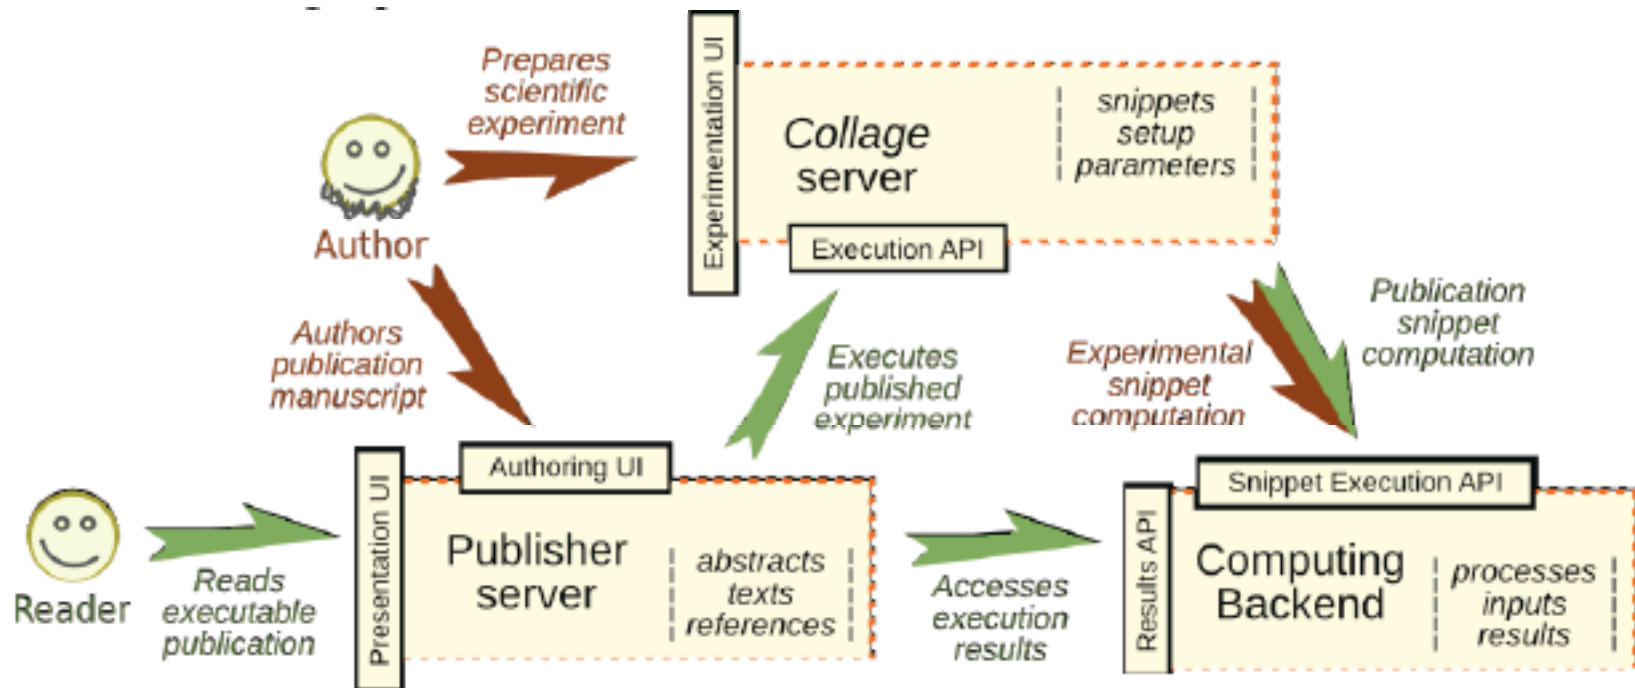 Prepares
scientific
experiment
Author
Authors
publication
manuscript
Experimentation UI
Collage
server
snippets
setup
parameters
Execution API
Executes
published
experiment
Experimental
snippet
computation
Publication
snippet
computation
Reader
Reads
executable
publication
Presentation UI
Authoring UI
Publisher
server
abstracts
texts
references
Accesses
execution
results
Results API
Snippet Execution API
Computing
Backend
processes
inputs
results